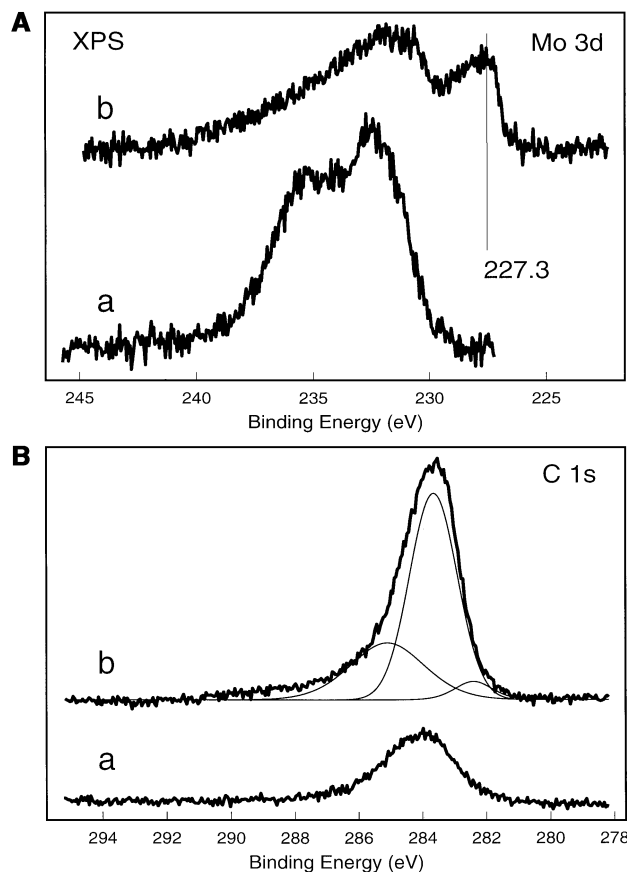 A
XPS
Mo 3d
b
227.3
a
245 240 235 230 225
Binding Energy (eV)
B
C 1s
b
a
294 292 290 288 286 284 282 280 278
Binding Energy (eV)